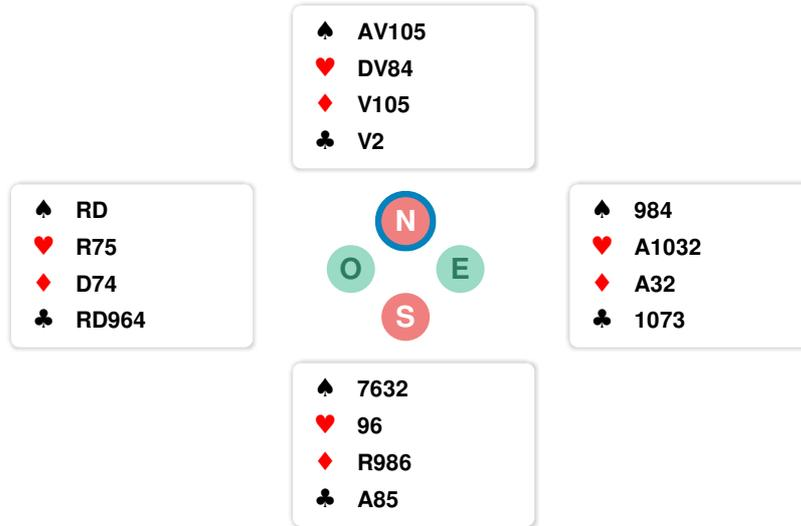 ♠ AV105
♥ DV84
♦ V105
♣ V2
♠ RD
♥ R75
♦ D74
♣ RD964
N
O E
S
♠ 984
♥ A1032
♦ A32
♣ 1073
♠ 7632
♥ 96
♦ R986
♣ A85